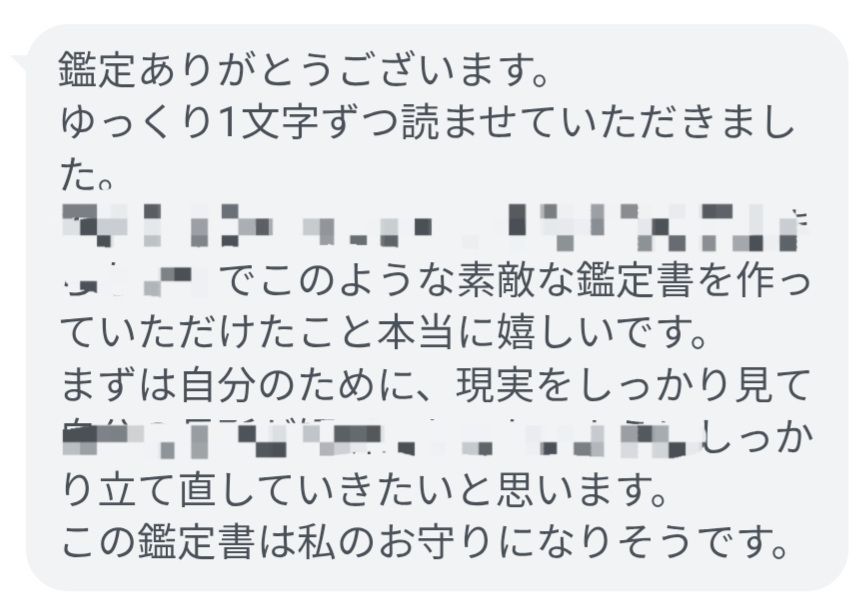 鑑定ありがとうございます。
ゆっくり1文字ずつ読ませていただきまし
た。
でこのような素敵な鑑定書を作っ
ていただけたこと本当に嬉しいです。
まずは自分のために、現実をしっかり見て
しっか
り立て直していきたいと思います。
この鑑定書は私のお守りになりそうです。